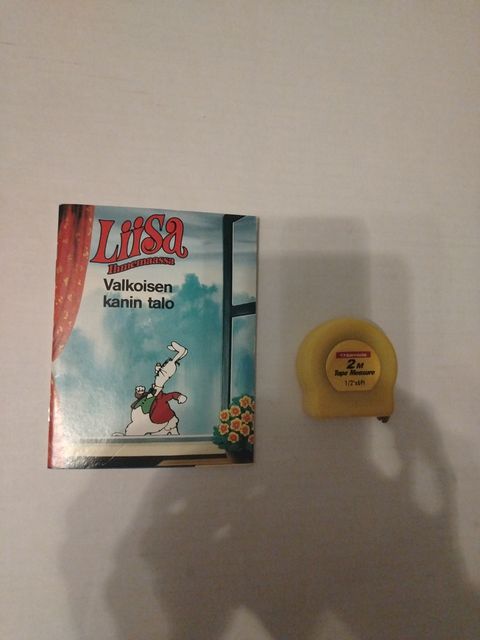 LiiSa
Ihmemaassa
Valkoisen
kanin talo
2M
Tape Measure
1/2"x6Ft